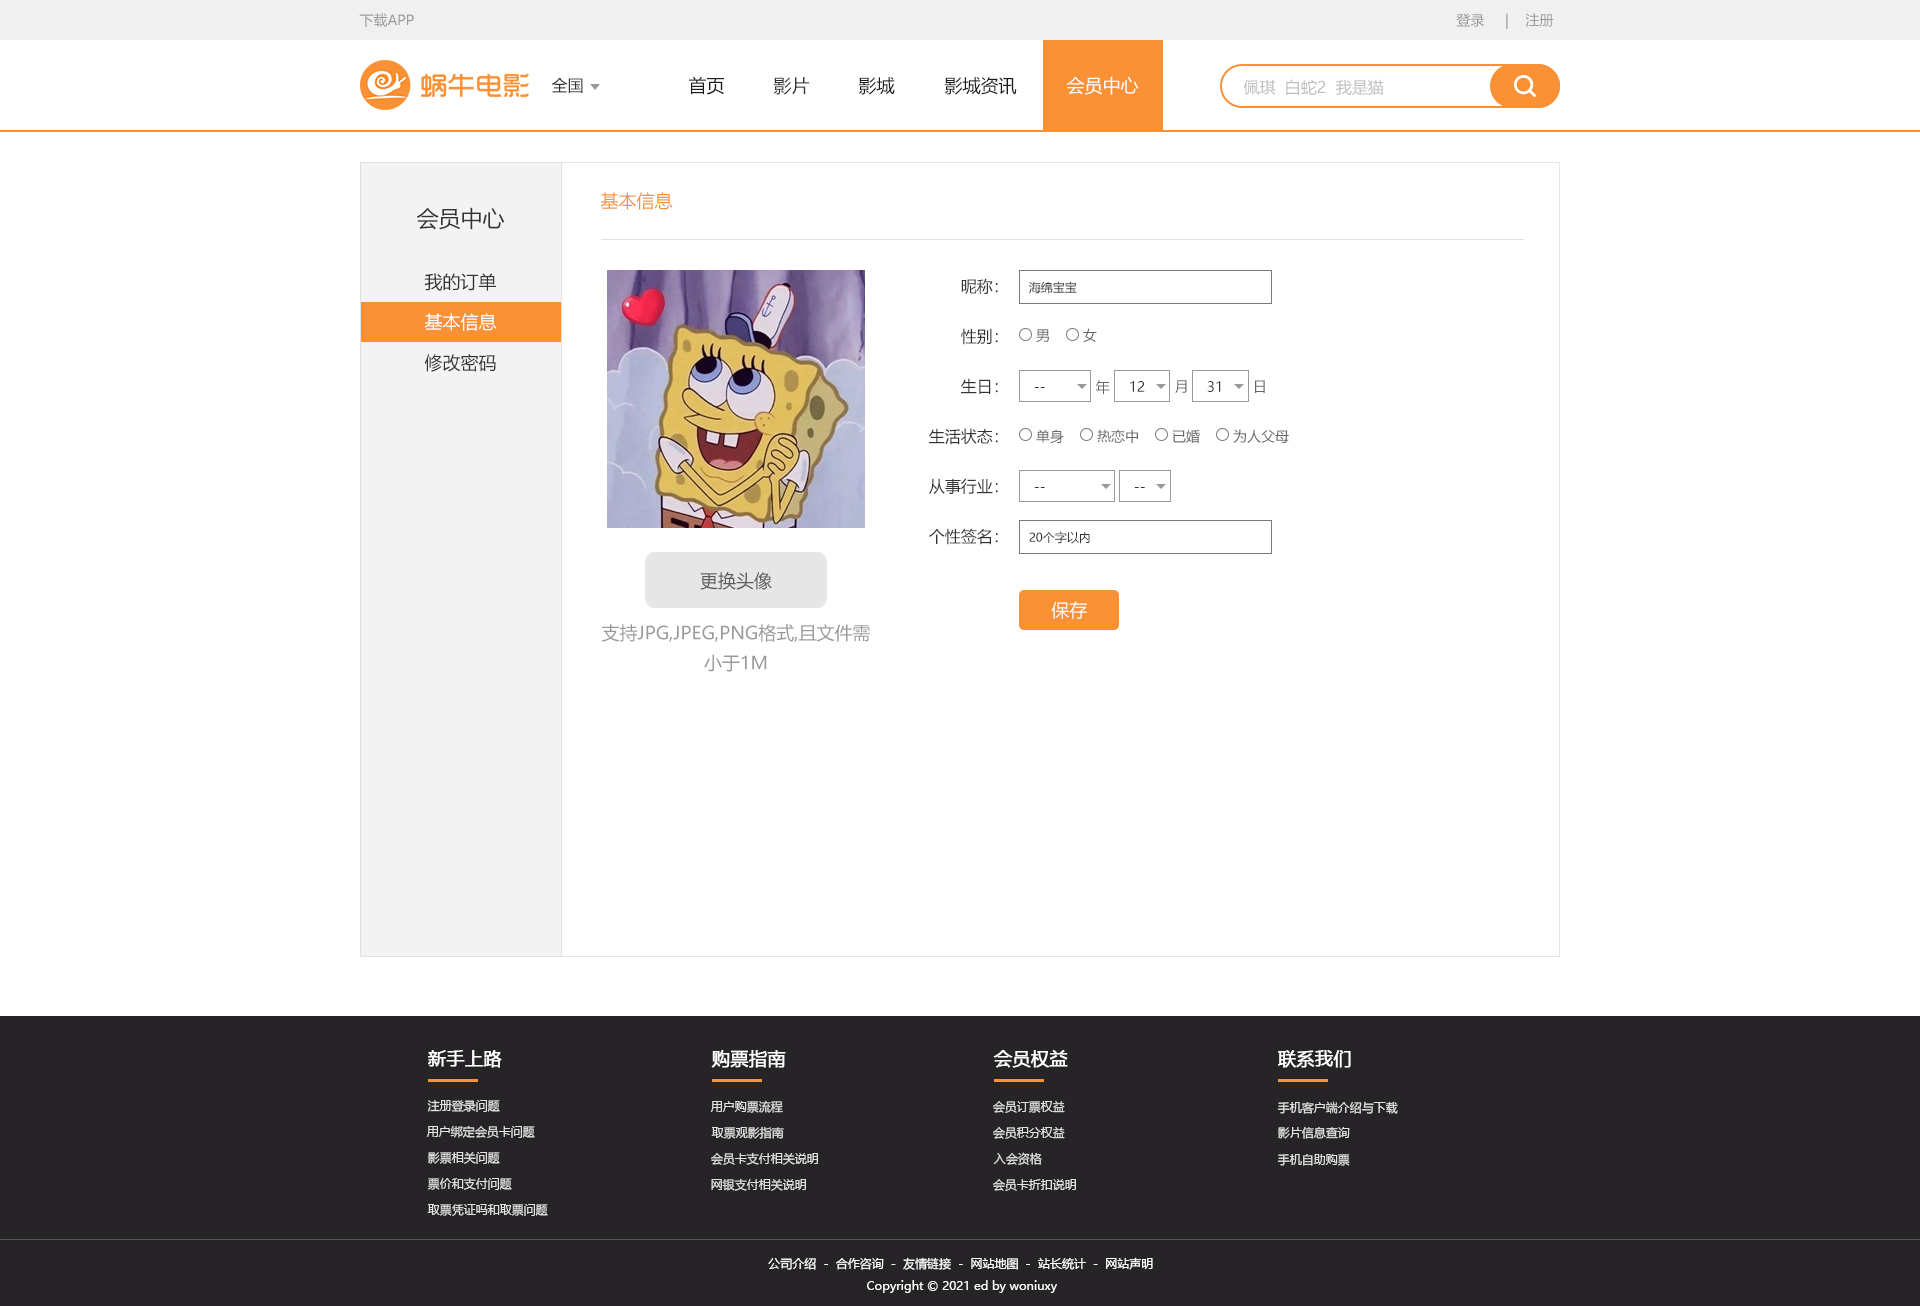 下载APP 登录 | 注册
蜗牛电影 全国 首页 影片 影城 影城资讯 会员中心 佩琪 白蛇2 我是猫
会员中心
我的订单
基本信息
修改密码
基本信息
更换头像
支持JPG,JPEG,PNG格式,且文件需
小于1M
昵称： 海绵宝宝
性别： 男 女
生日： -- 年 12 月 31 日
生活状态： 单身 热恋中 已婚 为人父母
从事行业： -- --
个性签名： 20个字以内
保存
新手上路
注册登录问题
用户绑定会员卡问题
影票相关问题
票价和支付问题
取票凭证吗和取票问题
购票指南
用户购票流程
取票观影指南
会员卡支付相关说明
网银支付相关说明
会员权益
会员订票权益
会员积分权益
入会资格
会员卡折扣说明
联系我们
手机客户端介绍与下载
影片信息查询
手机自助购票
公司介绍 - 合作咨询 - 友情链接 - 网站地图 - 站长统计 - 网站声明
Copyright © 2021 ed by woniuxy